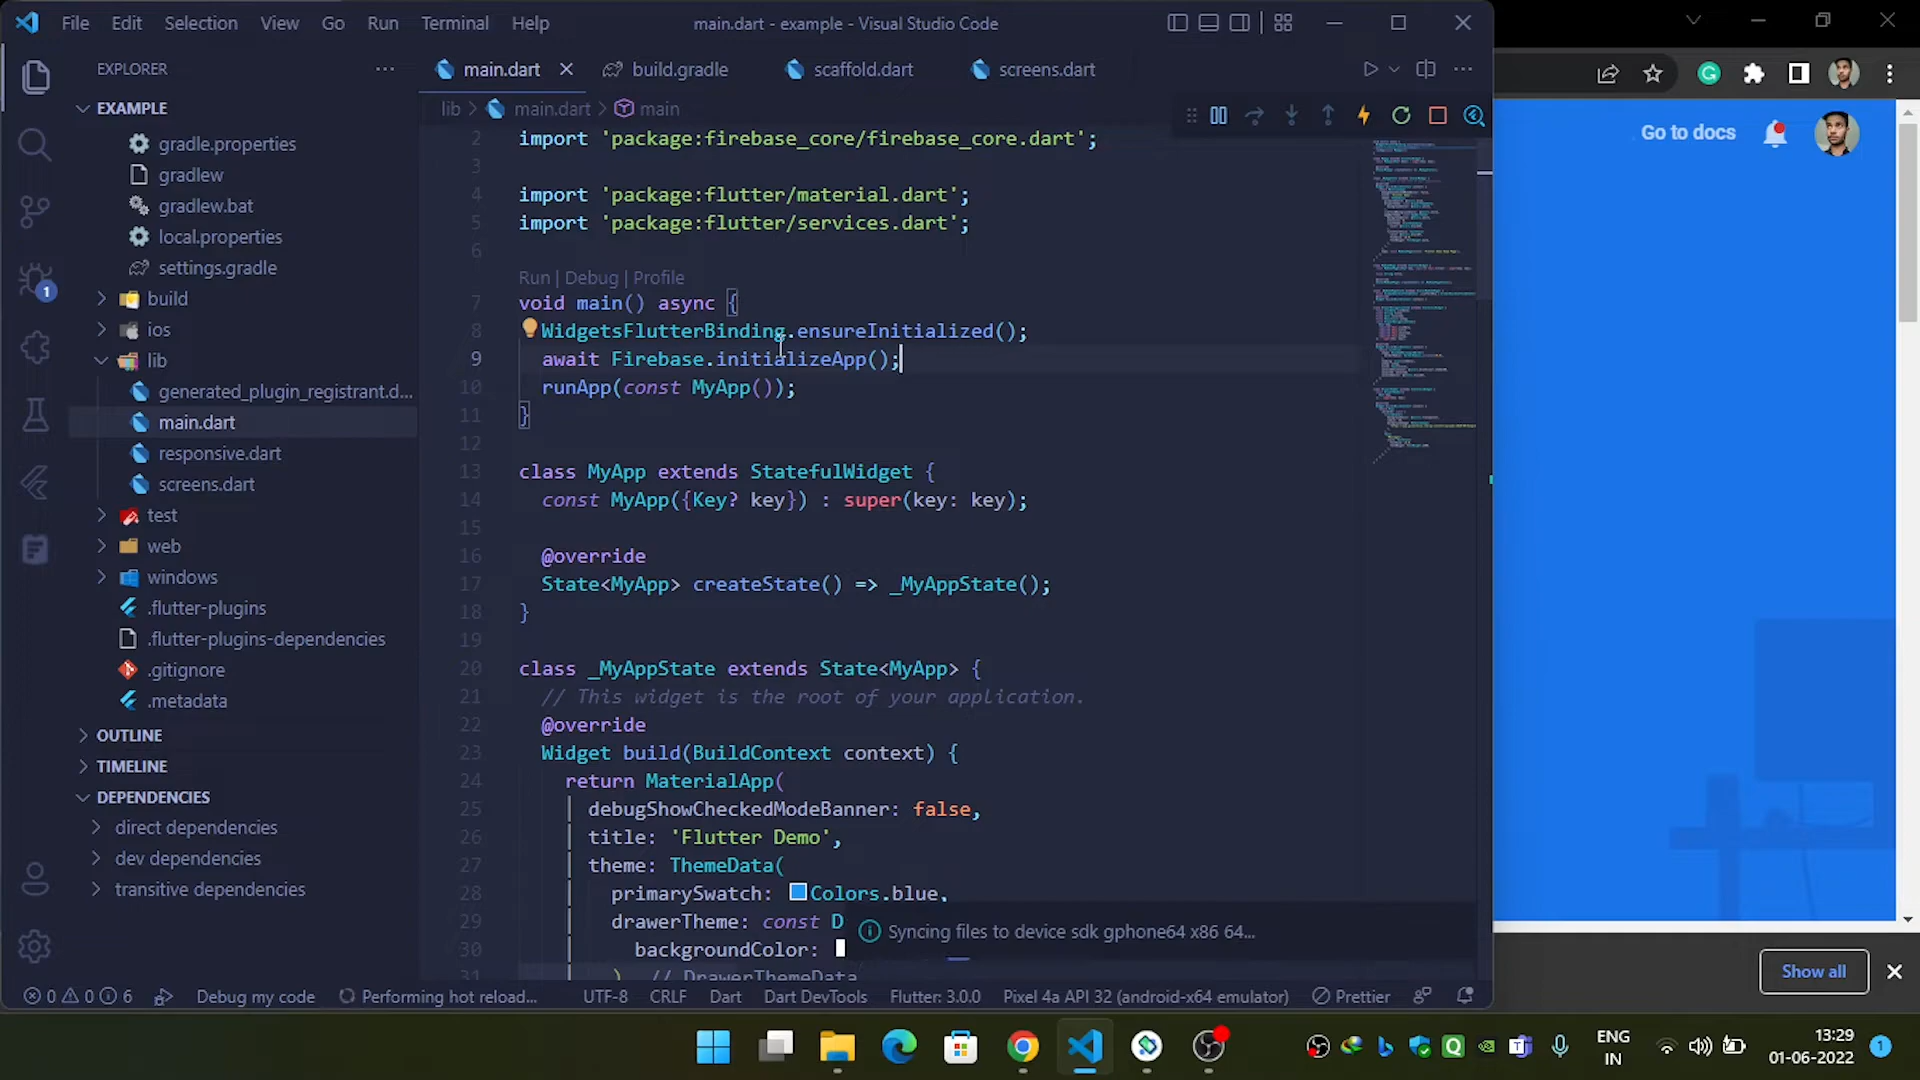 File Edit Selection View Go Run Terminal Help
main.dart - example - Visual Studio Code
EXPLORER
main.dart
build.gradle
scaffold.dart
screens.dart
EXAMPLE
lib > main.dart > main
gradle.properties
gradlew
gradlew.bat
local.properties
settings.gradle
build
ios
lib
generated_plugin_registrant.d...
main.dart
responsive.dart
screens.dart
test
web
windows
.flutter-plugins
.flutter-plugins-dependencies
.gitignore
.metadata
OUTLINE
TIMELINE
DEPENDENCIES
direct dependencies
dev dependencies
transitive dependencies
1
2 import 'package:firebase_core/firebase_core.dart';
3
4 import 'package:flutter/material.dart';
5 import 'package:flutter/services.dart';
6
Run | Debug | Profile
7 void main() async {
8 WidgetsFlutterBinding.ensureInitialized();
9 await Firebase.initializeApp();
10 runApp(const MyApp());
11 }
12
13 class MyApp extends StatefulWidget {
14 const MyApp({Key? key}) : super(key: key);
15
16 @override
17 State<MyApp> createState() => _MyAppState();
18 }
19
20 class _MyAppState extends State<MyApp> {
21 // This widget is the root of your application.
22 @override
23 Widget build(BuildContext context) {
24 return MaterialApp(
25 debugShowCheckedModeBanner: false,
26 title: 'Flutter Demo',
27 theme: ThemeData(
28 primarySwatch: Colors.blue,
29 drawerTheme: const D
30 backgroundColor:
31 ) // DrawerThemeData
Syncing files to device sdk gphone64 x86 64...
Go to docs
Show all
0 0 6 Debug my code Performing hot reload... UTF-8 CRLF Dart Dart DevTools Flutter: 3.0.0 Pixel 4a API 32 (android-x64 emulator) Prettier
ENG
IN
13:29
01-06-2022
1